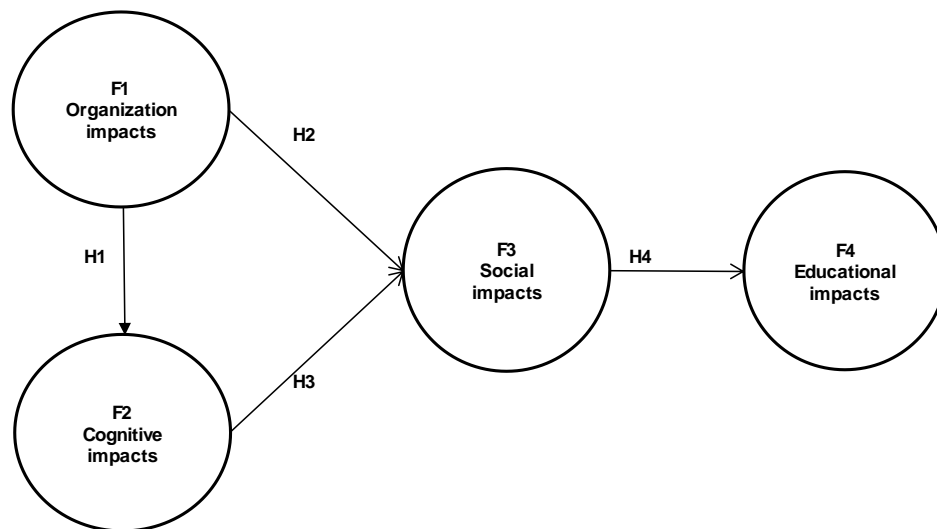 F1
Organization
impacts
H2
H1
F3
Social
impacts
H4
F4
Educational
impacts
H3
F2
Cognitive
impacts